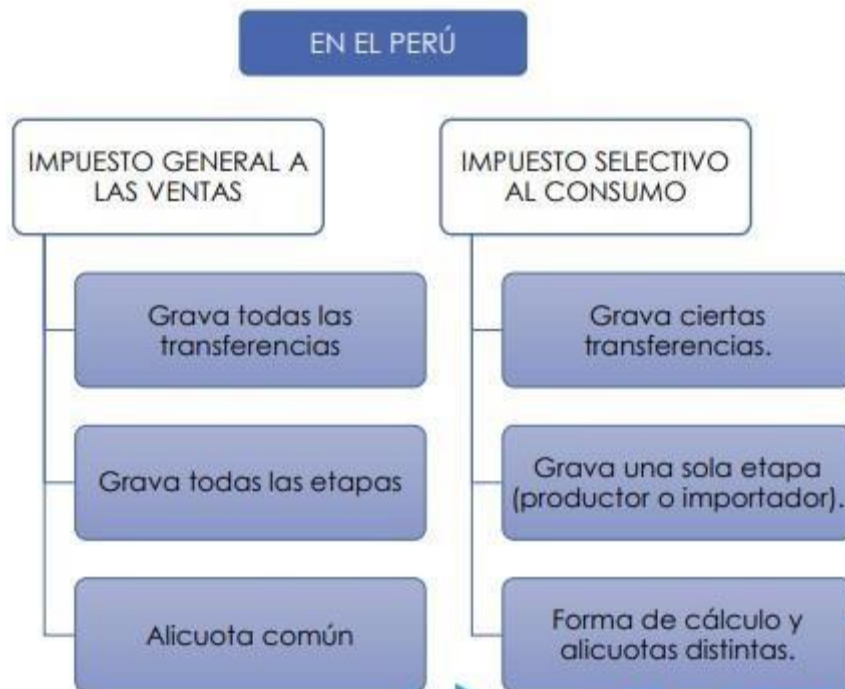 EN EL PERÚ
IMPUESTO GENERAL A
LAS VENTAS
Grava todas las
transferencias
Grava todas las etapas
Alicuota común
IMPUESTO SELECTIVO
AL CONSUMO
Grava ciertas
transferencias.
Grava una sola etapa
(productor o importador).
Forma de cálculo y
alicuotas distintas.